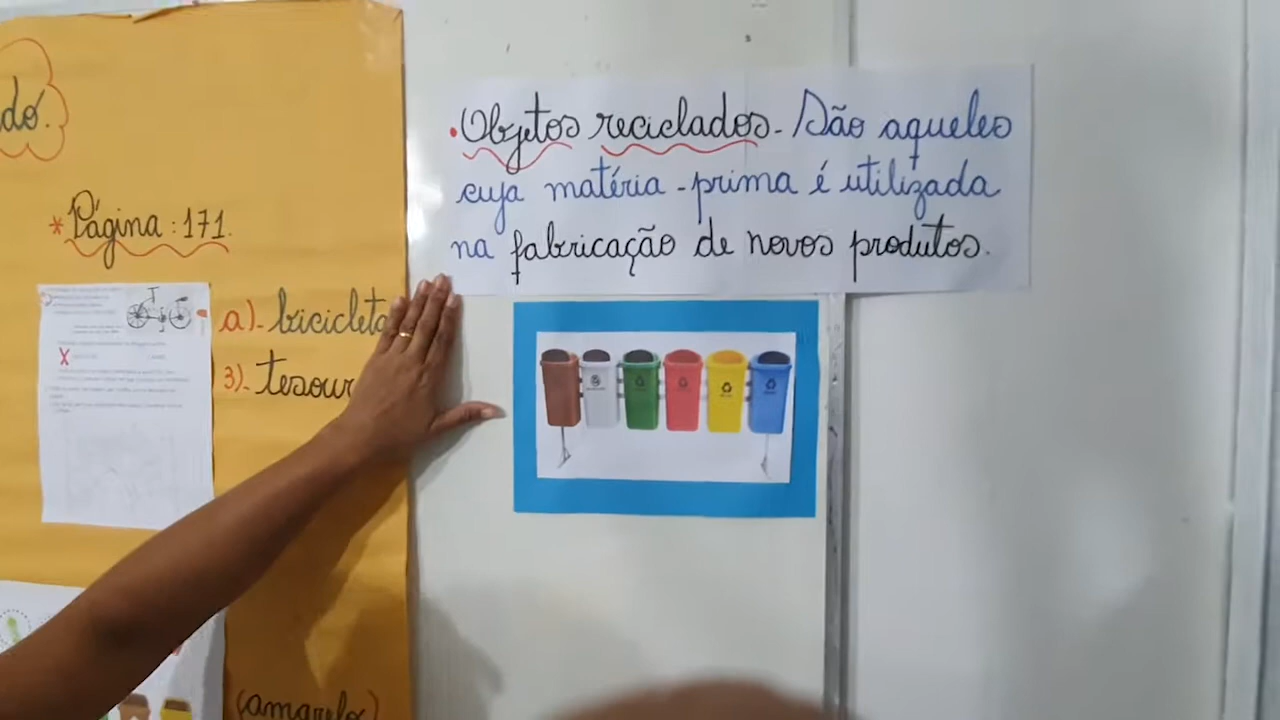 do.
* Página: 171.
a)- bicicleta
3)- tesour
X
(amarelo)
• Objetos reciclados - São aqueles
cuja matéria-prima é utilizada
na fabricação de novos produtos.